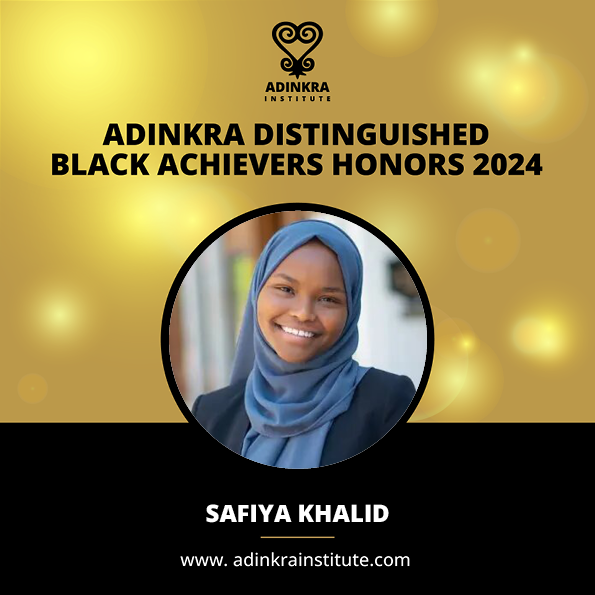 ADINKRA
INSTITUTE
ADINKRA DISTINGUISHED
BLACK ACHIEVERS HONORS 2024
SAFIYA KHALID
www. adinkrainstitute.com